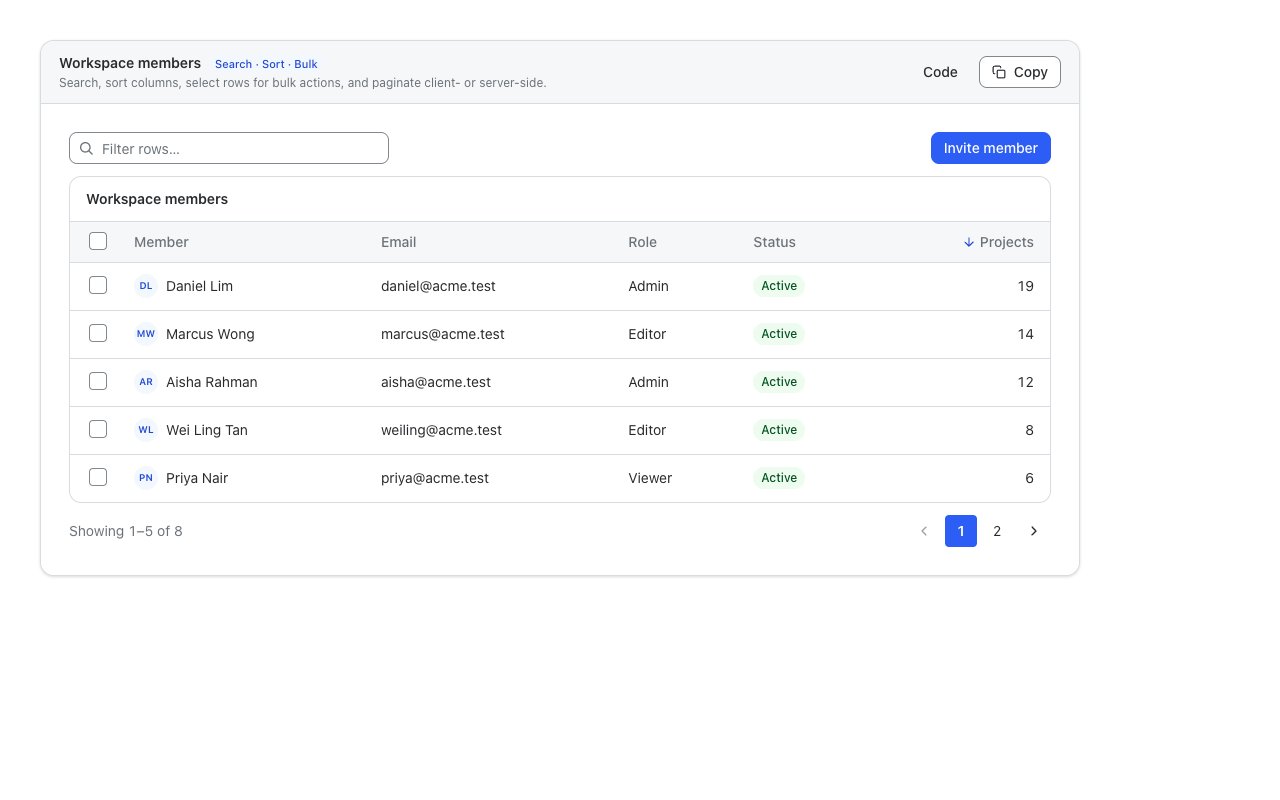 Workspace members Search · Sort · Bulk
Search, sort columns, select rows for bulk actions, and paginate client- or server-side.
Code Copy
Filter rows… Invite member
Workspace members
Member Email Role Status Projects
DL Daniel Lim daniel@acme.test Admin Active 19
MW Marcus Wong marcus@acme.test Editor Active 14
AR Aisha Rahman aisha@acme.test Admin Active 12
WL Wei Ling Tan weiling@acme.test Editor Active 8
PN Priya Nair priya@acme.test Viewer Active 6
Showing 1–5 of 8 1 2